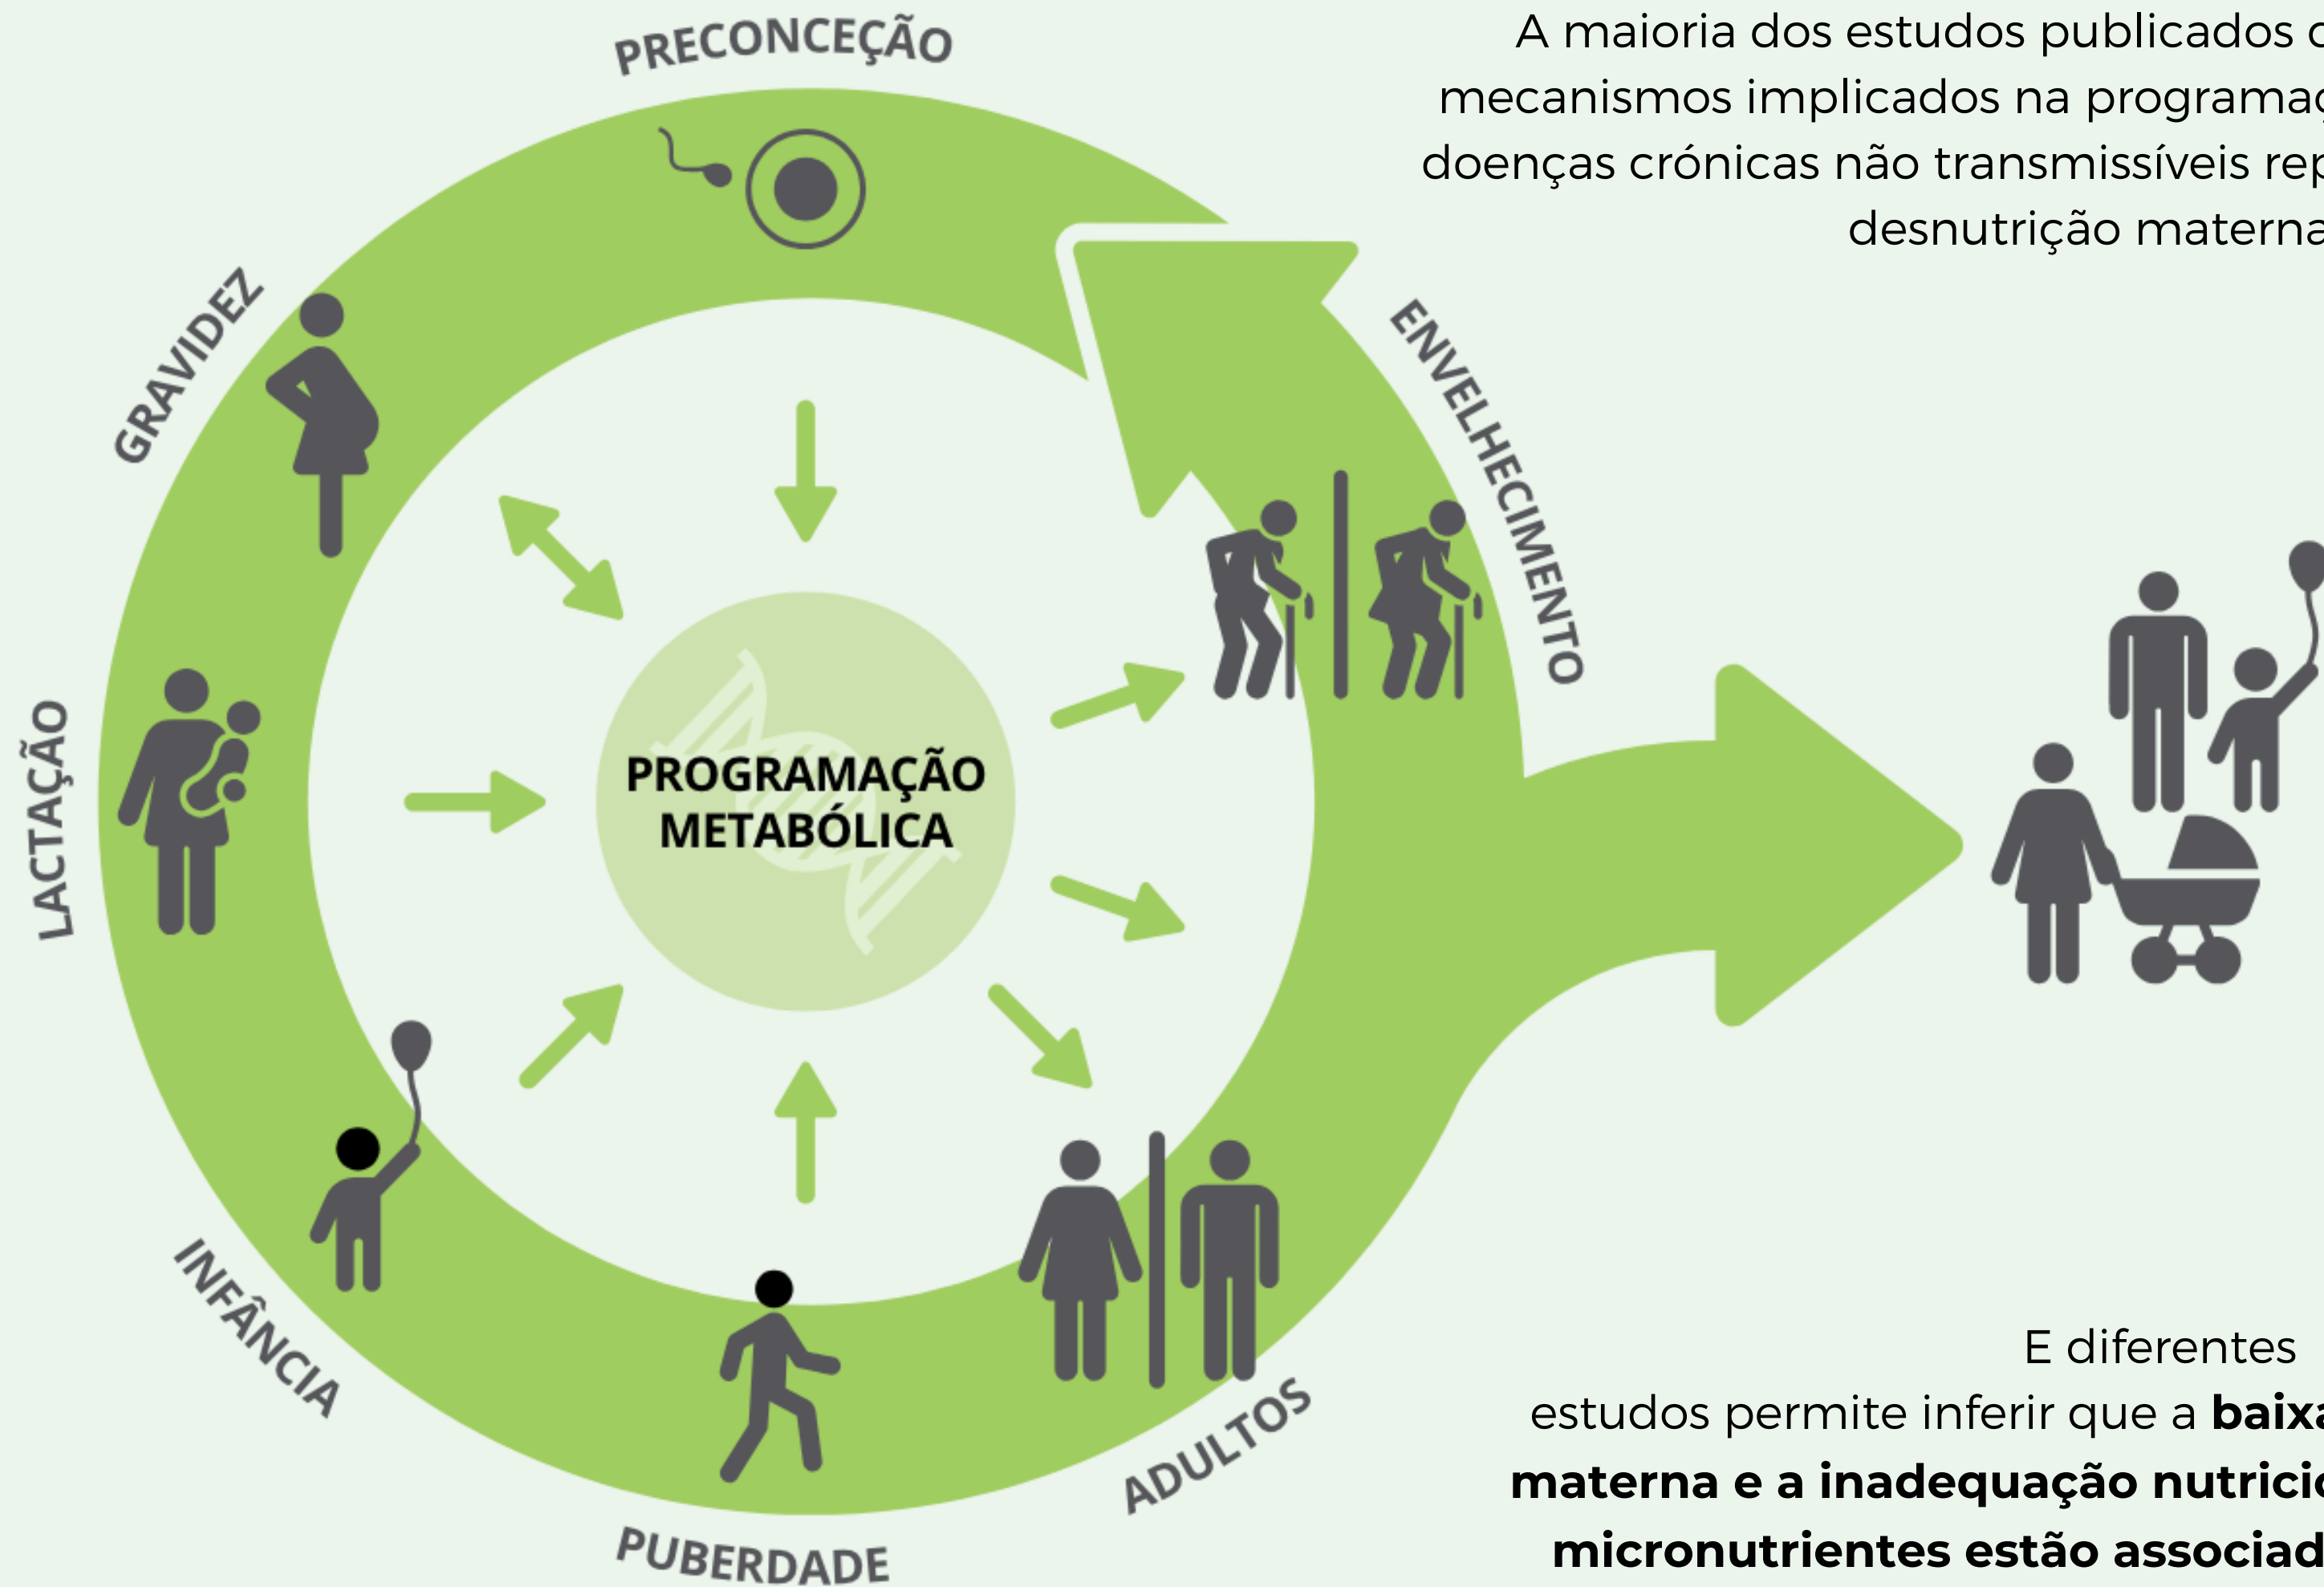 PRECONCEÇÃO
GRAVIDEZ
LACTAÇÃO
INFÂNCIA
PUBERDADE
ADULTOS
ENVELHECIMENTO
PROGRAMAÇÃO
METABÓLICA
A maioria dos estudos publicados
mecanismos implicados na
doenças crónicas não transmissíveis
desnutrição materna
E diferentes
estudos permite inferir que a baixa
materna e a inadequação
micronutrientes estão